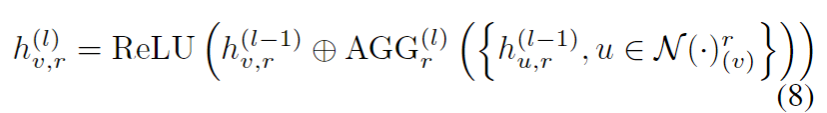 h_{v,r}^{(l)} = ReLU ( h_{v,r}^{(l−1)} ⊕ AGG_r^{(l)} ( { h_{u,r}^{(l−1)}, u ∈ 𝒩(·)_{(v)}^{r} } ) )
(8)